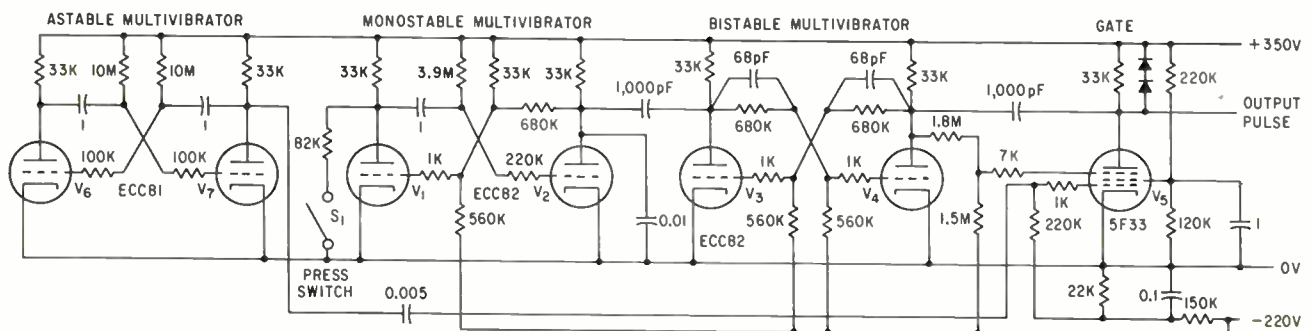 ASTABLE MULTIVIBRATOR
MONOSTABLE MULTIVIBRATOR
BISTABLE MULTIVIBRATOR
GATE
+350V
33K
10M
10M
33K
33K
3.9M
33K
33K
33K
68pF
68pF
33K
33K
220K
1
1
1
680K
1,000pF
680K
680K
1,000pF
OUTPUT
PULSE
1.8M
82K
100K
100K
1K
220K
1K
1K
7K
1K
V6
ECC81
V7
V1
ECC82
V2
V3
V4
V5
S1
560K
0.01
ECC82
560K
560K
1.5M
220K
5F33
120K
1
PRESS
SWITCH
0V
0.005
22K
0.1
150K
-220V